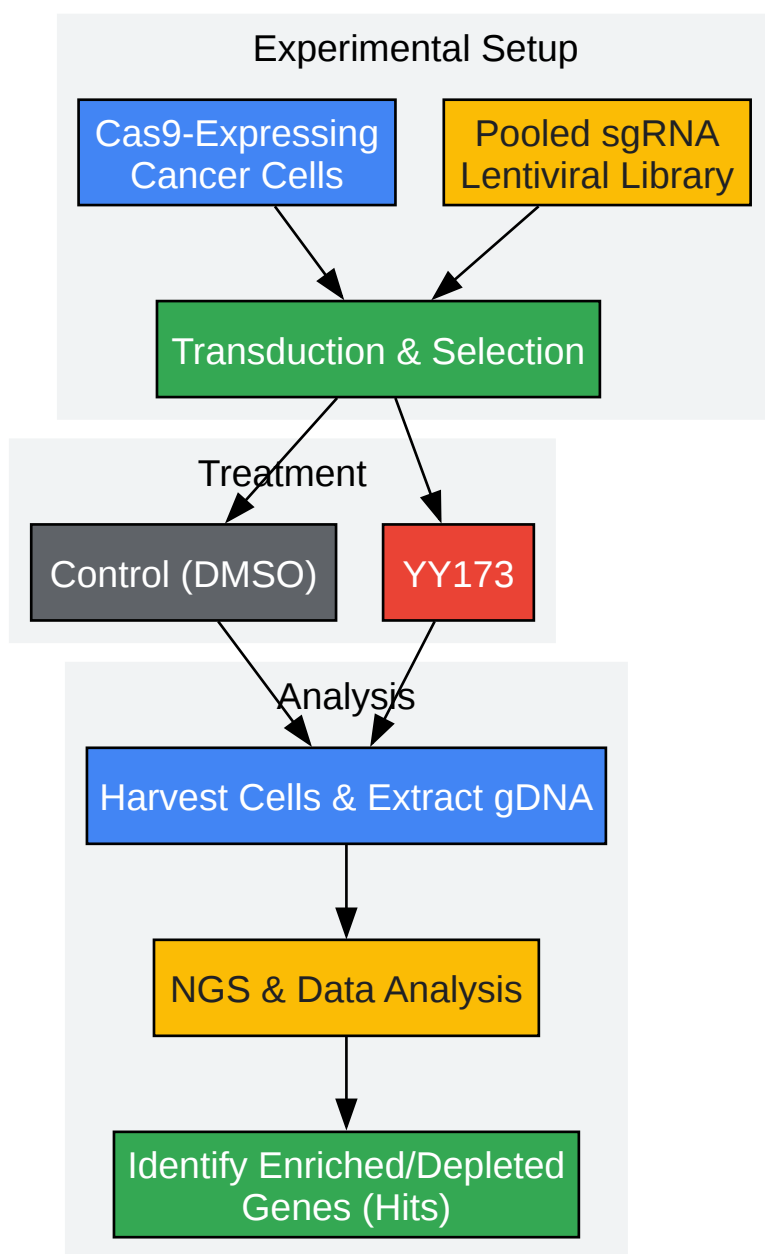 Experimental Setup
Cas9-Expressing
Cancer Cells
Pooled sgRNA
Lentiviral Library
Transduction & Selection
Treatment
Control (DMSO)
YY173
Analysis
Harvest Cells & Extract gDNA
NGS & Data Analysis
Identify Enriched/Depleted
Genes (Hits)